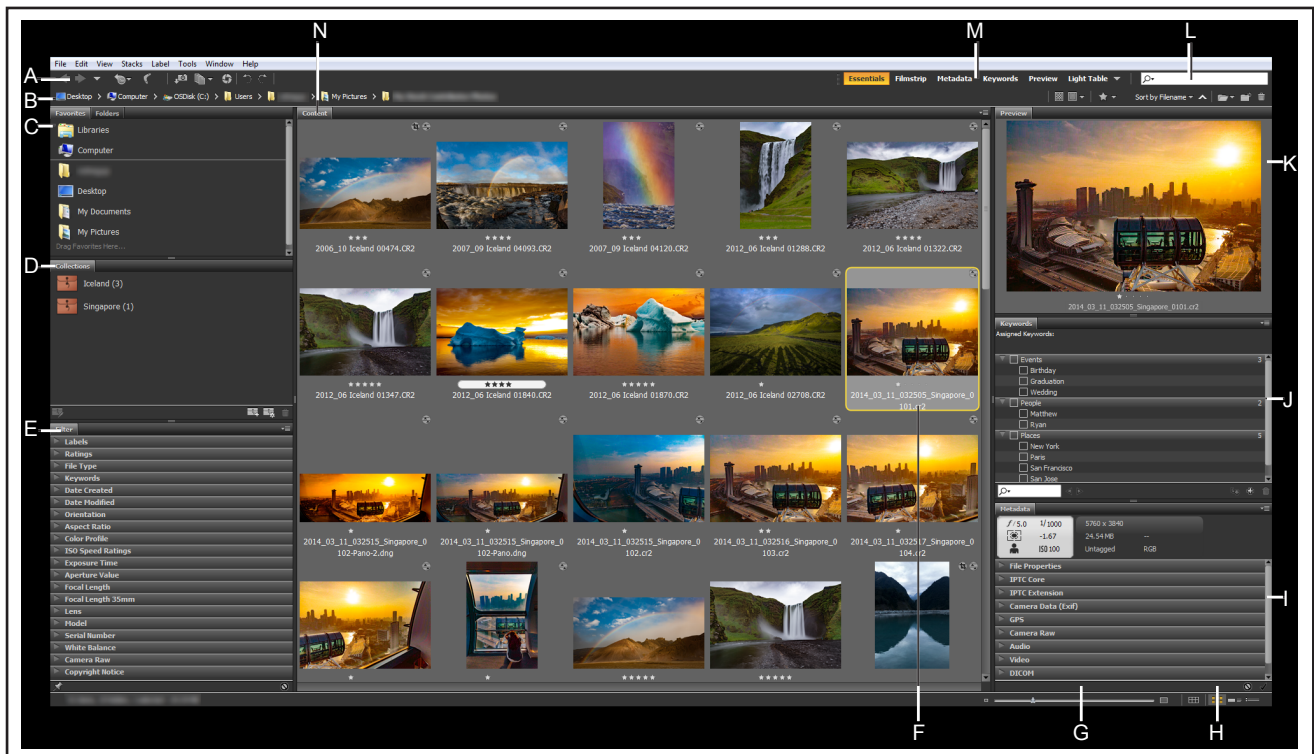 N
M
L
File Edit View Stacks Label Tools Window Help
A
Essentials Filmstrip Metadata Keywords Preview Light Table
B
Desktop > Computer > OSDisk (C:) > Users > > My Pictures >
Sort by Filename
Favorites Folders
Content
Preview
C
Libraries
Computer
Desktop
My Documents
My Pictures
Drag Favorites Here...
K
2006_10 Iceland 00474.CR2
2007_09 Iceland 04093.CR2
2007_09 Iceland 04120.CR2
2012_06 Iceland 01288.CR2
2012_06 Iceland 01322.CR2
D
Collections
Iceland (3)
Singapore (1)
2014_03_11_032505_Singapore_0101.cr2
Keywords
Assigned Keywords:
Events 3
Birthday
Graduation
Wedding
People 2
Matthew
Ryan
Places 5
New York
Paris
San Francisco
San Jose
J
2012_06 Iceland 01347.CR2
2012_06 Iceland 01840.CR2
2012_06 Iceland 01870.CR2
2012_06 Iceland 02708.CR2
2014_03_11_032505_Singapore_0
101.cr2
E
Filter
Labels
Ratings
File Type
Keywords
Date Created
Date Modified
Orientation
Aspect Ratio
Color Profile
ISO Speed Ratings
Exposure Time
Aperture Value
Focal Length
Focal Length 35mm
Lens
Model
Serial Number
White Balance
Camera Raw
Copyright Notice
2014_03_11_032515_Singapore_0
102-Pano-2.dng
2014_03_11_032515_Singapore_0
102-Pano.dng
2014_03_11_032515_Singapore_0
102.cr2
2014_03_11_032516_Singapore_0
103.cr2
2014_03_11_032517_Singapore_0
104.cr2
Metadata
f/5.0 1/1000
-1.67
ISO 100
5760 x 3840
24.54 MB --
Untagged RGB
File Properties
IPTC Core
IPTC Extension
Camera Data (Exif)
GPS
Camera Raw
Audio
Video
DICOM
I
F
G
H